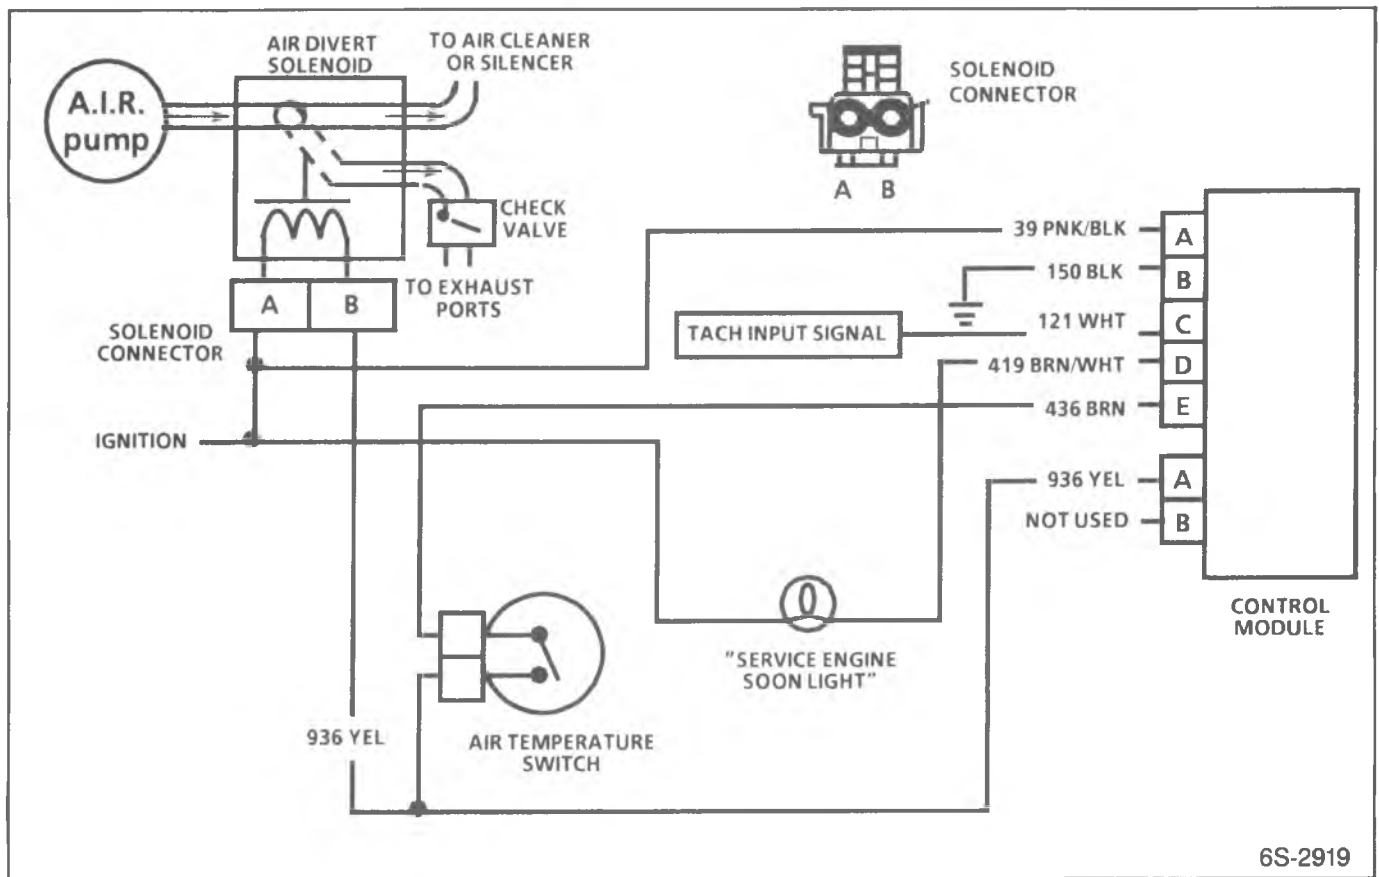 AIR DIVERT
SOLENOID
TO AIR CLEANER
OR SILENCER
A.I.R.
pump
SOLENOID
CONNECTOR
A B
CHECK
VALVE
TO EXHAUST
PORTS
A B
SOLENOID
CONNECTOR
IGNITION
39 PNK/BLK
A
150 BLK
B
TACH INPUT SIGNAL
121 WHT
C
419 BRN/WHT
D
436 BRN
E
936 YEL
A
NOT USED
B
CONTROL
MODULE
"SERVICE ENGINE
SOON LIGHT"
936 YEL
AIR TEMPERATURE
SWITCH
6S-2919